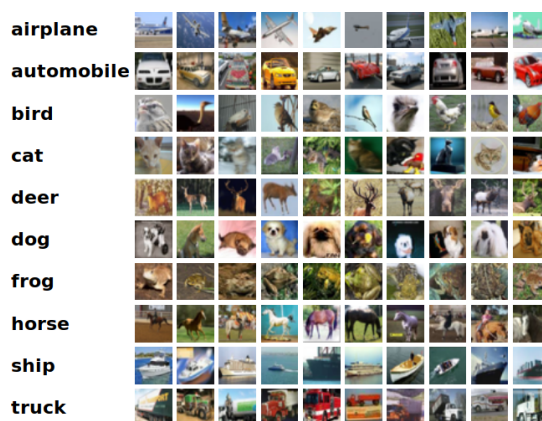 airplane
automobile
bird
cat
deer
dog
frog
horse
ship
truck